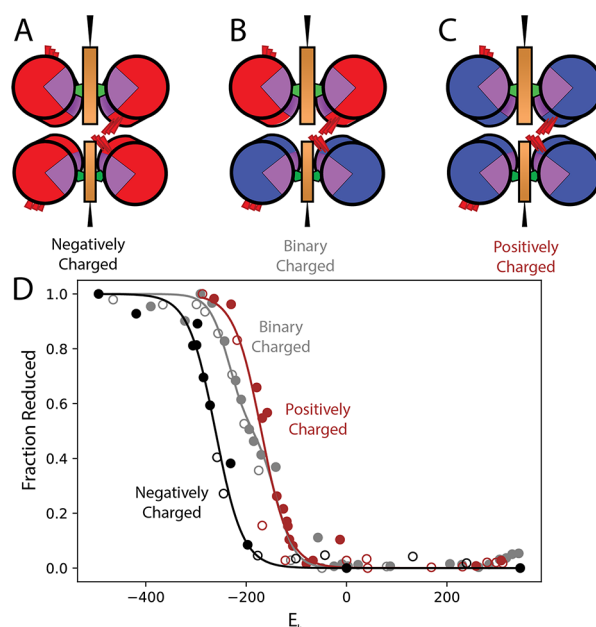 A B C
Negatively
Charged
Binary
Charged
Positively
Charged
D
1.0
0.8
0.6
0.4
0.2
0.0
Fraction Reduced
Binary
Charged
Positively
Charged
Negatively
Charged
−400 −200 0 200
E.